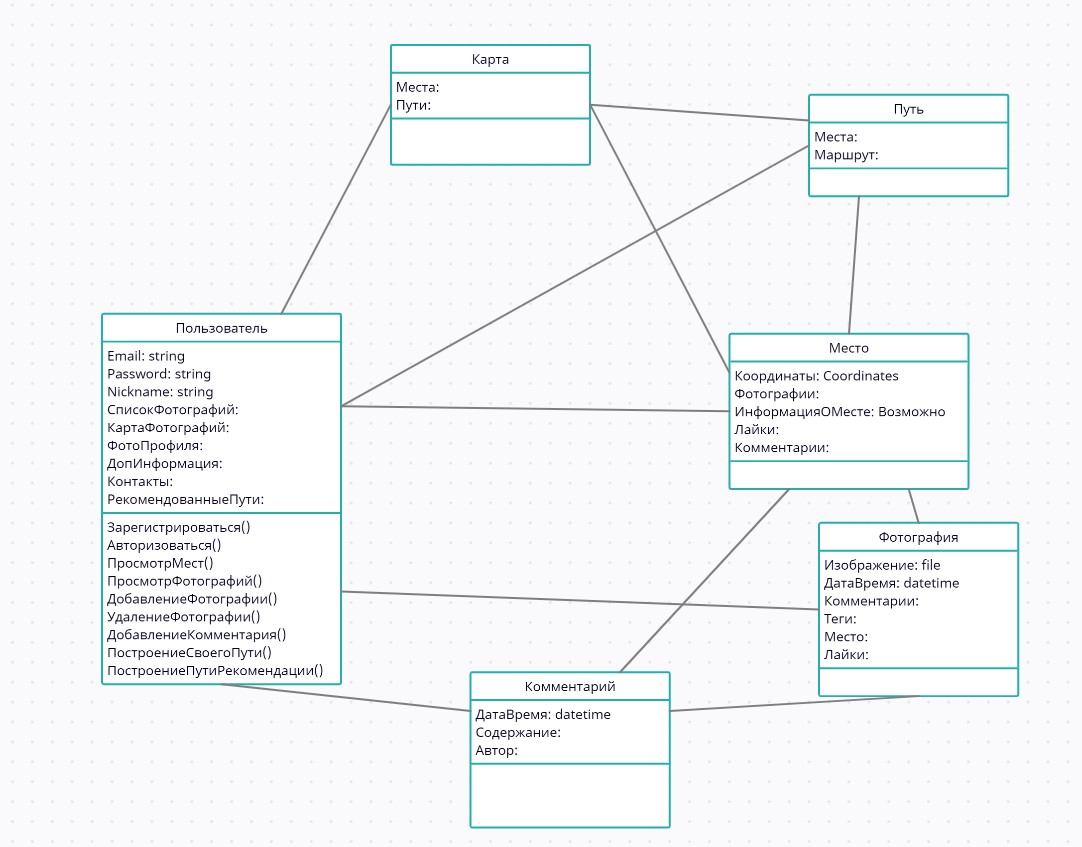 Карта
Места:
Пути:
Путь
Места:
Маршрут:
Пользователь
Email: string
Password: string
Nickname: string
СписокФотографий:
КартаФотографий:
ФотоПрофиля:
ДопИнформация:
Контакты:
РекомендованныеПути:
Зарегистрироваться()
Авторизоваться()
ПросмотрМест()
ПросмотрФотографий()
ДобавлениеФотографии()
УдалениеФотографии()
ДобавлениеКомментария()
ПостроениеСвоегоПути()
ПостроениеПутиРекомендации()
Место
Координаты: Coordinates
Фотографии:
ИнформацияОМесте: Возможно
Лайки:
Комментарии:
Фотография
Изображение: file
ДатаВремя: datetime
Комментарии:
Теги:
Место:
Лайки:
Комментарий
ДатаВремя: datetime
Содержание:
Автор: